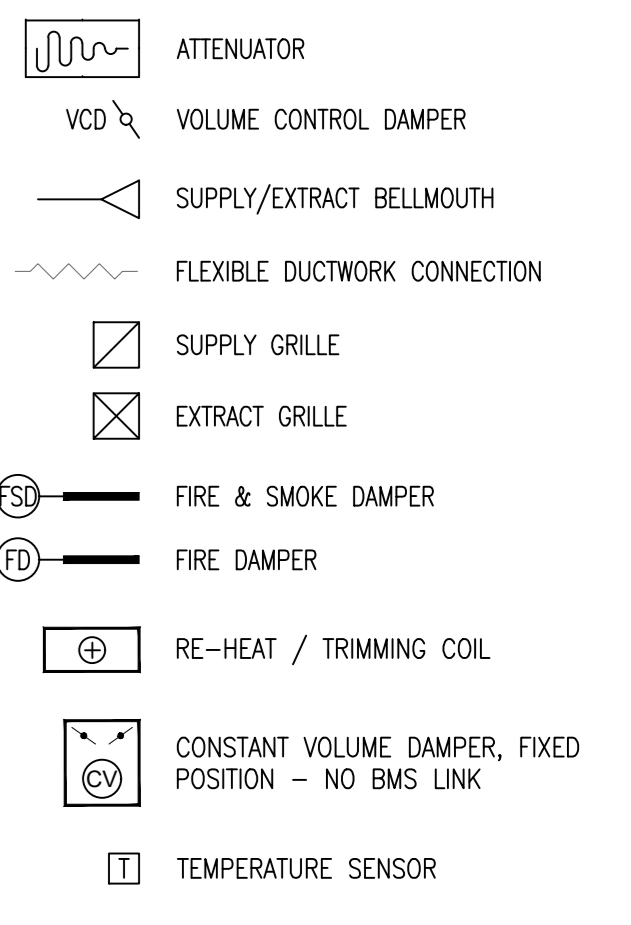 ATTENUATOR
VCD VOLUME CONTROL DAMPER
SUPPLY/EXTRACT BELLMOUTH
FLEXIBLE DUCTWORK CONNECTION
SUPPLY GRILLE
EXTRACT GRILLE
FSD FIRE & SMOKE DAMPER
FD FIRE DAMPER
RE-HEAT / TRIMMING COIL
CONSTANT VOLUME DAMPER, FIXED
CV POSITION - NO BMS LINK
T TEMPERATURE SENSOR